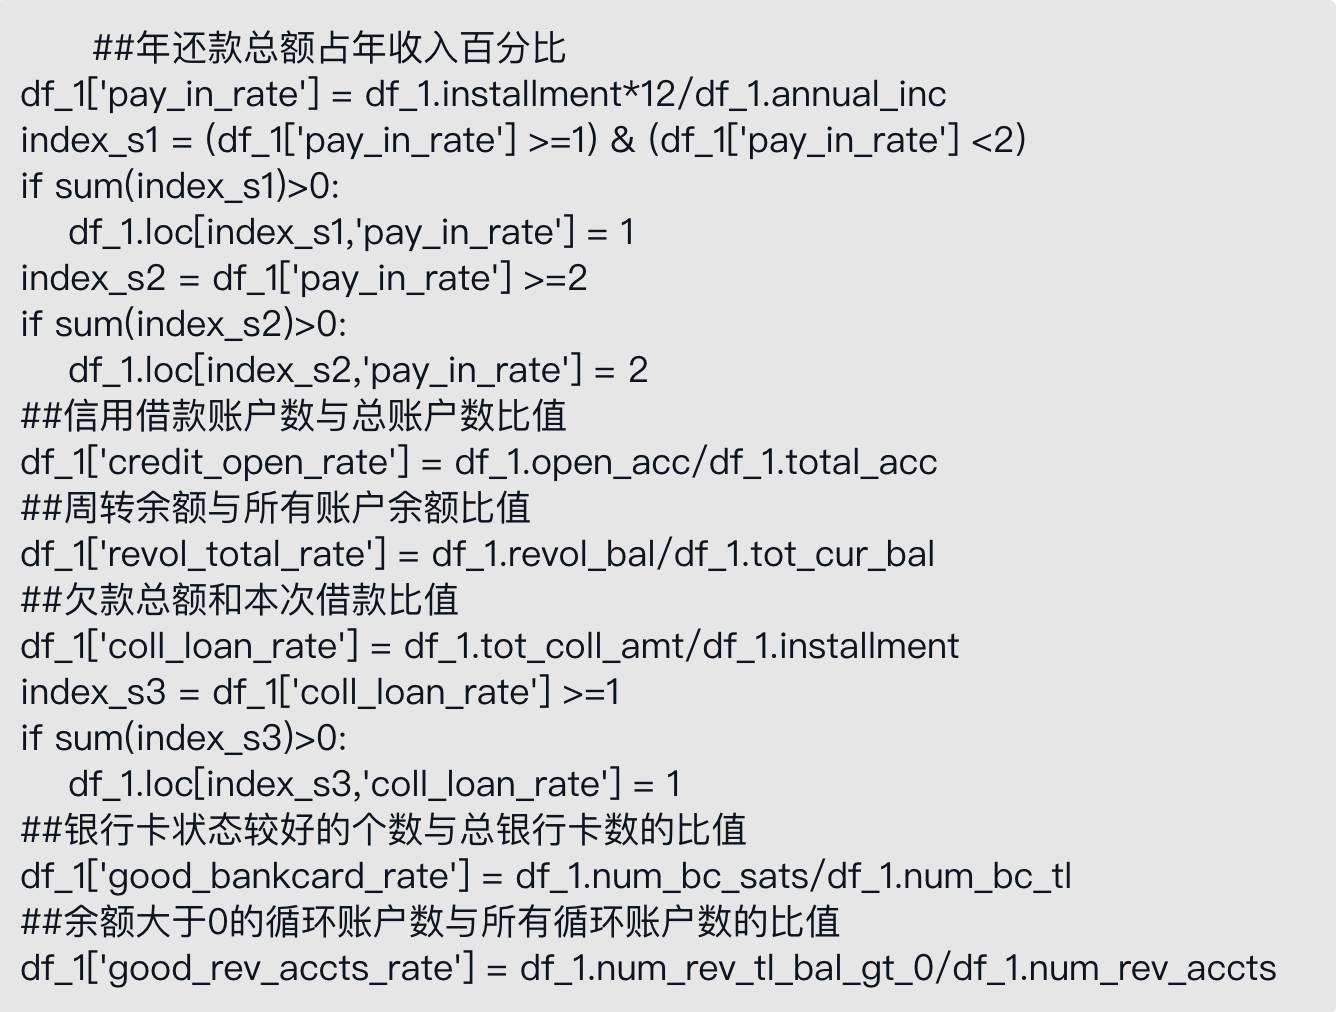 ##年还款总额占年收入百分比
df_1['pay_in_rate'] = df_1.installment*12/df_1.annual_inc
index_s1 = (df_1['pay_in_rate'] >=1) & (df_1['pay_in_rate'] <2)
if sum(index_s1)>0:
    df_1.loc[index_s1,'pay_in_rate'] = 1
index_s2 = df_1['pay_in_rate'] >=2
if sum(index_s2)>0:
    df_1.loc[index_s2,'pay_in_rate'] = 2
##信用借款账户数与总账户数比值
df_1['credit_open_rate'] = df_1.open_acc/df_1.total_acc
##周转余额与所有账户余额比值
df_1['revol_total_rate'] = df_1.revol_bal/df_1.tot_cur_bal
##欠款总额和本次借款比值
df_1['coll_loan_rate'] = df_1.tot_coll_amt/df_1.installment
index_s3 = df_1['coll_loan_rate'] >=1
if sum(index_s3)>0:
    df_1.loc[index_s3,'coll_loan_rate'] = 1
##银行卡状态较好的个数与总银行卡数的比值
df_1['good_bankcard_rate'] = df_1.num_bc_sats/df_1.num_bc_tl
##余额大于0的循环账户数与所有循环账户数的比值
df_1['good_rev_accts_rate'] = df_1.num_rev_tl_bal_gt_0/df_1.num_rev_accts